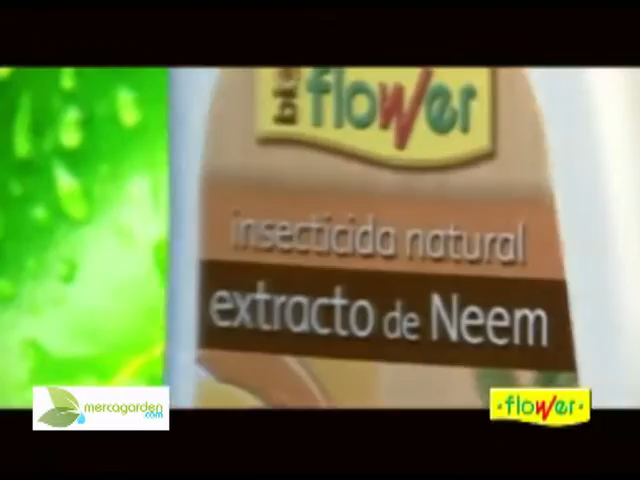 flower
insecticida natural
extracto de Neem
mercagarden
.com
·flower·